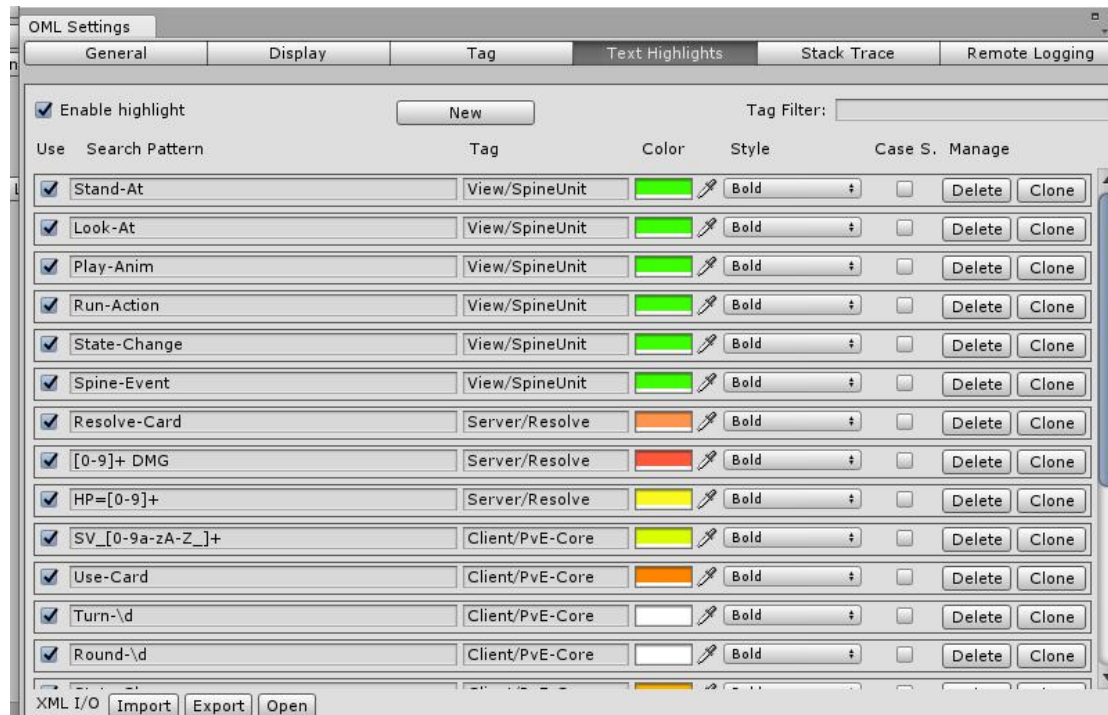 OML Settings
General Display Tag Text Highlights Stack Trace Remote Logging
Enable highlight New Tag Filter:
Use Search Pattern Tag Color Style Case S. Manage
Stand-At View/SpineUnit Bold Delete Clone
Look-At View/SpineUnit Bold Delete Clone
Play-Anim View/SpineUnit Bold Delete Clone
Run-Action View/SpineUnit Bold Delete Clone
State-Change View/SpineUnit Bold Delete Clone
Spine-Event View/SpineUnit Bold Delete Clone
Resolve-Card Server/Resolve Bold Delete Clone
[0-9]+ DMG Server/Resolve Bold Delete Clone
HP=[0-9]+ Server/Resolve Bold Delete Clone
SV_[0-9a-zA-Z_]+ Client/PvE-Core Bold Delete Clone
Use-Card Client/PvE-Core Bold Delete Clone
Turn-\d Client/PvE-Core Bold Delete Clone
Round-\d Client/PvE-Core Bold Delete Clone
XML I/O Import Export Open